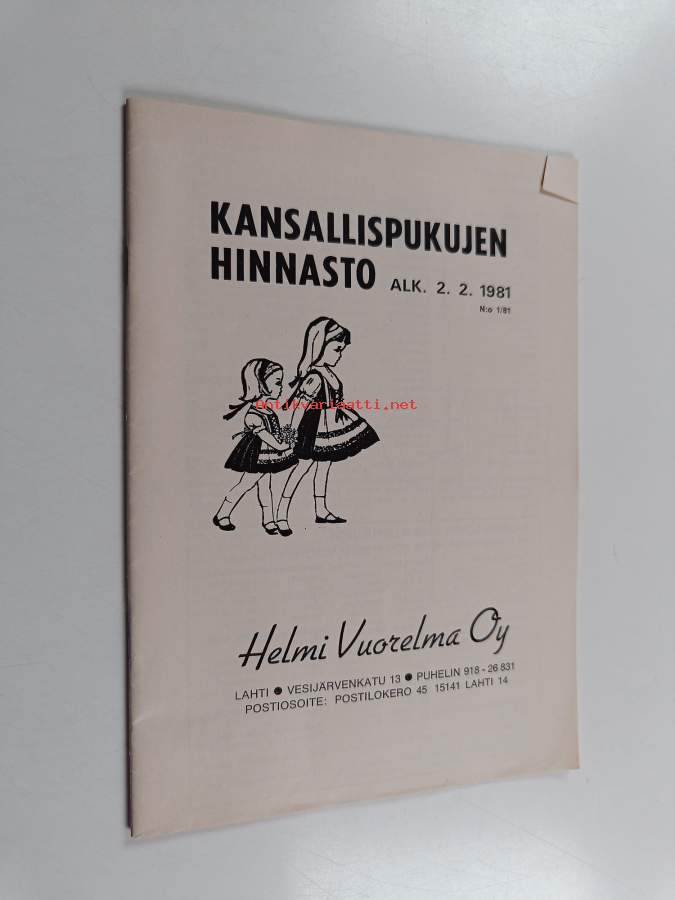 KANSALLISPUKUJEN
HINNASTO ALK. 2. 2. 1981
N:o 1/81
Antikvariaatti.net
Helmi Vuorelma Oy
LAHTI ● VESIJÄRVENKATU 13 ● PUHELIN 918-26 831
POSTIOSOITE: POSTILOKERO 45 15141 LAHTI 14